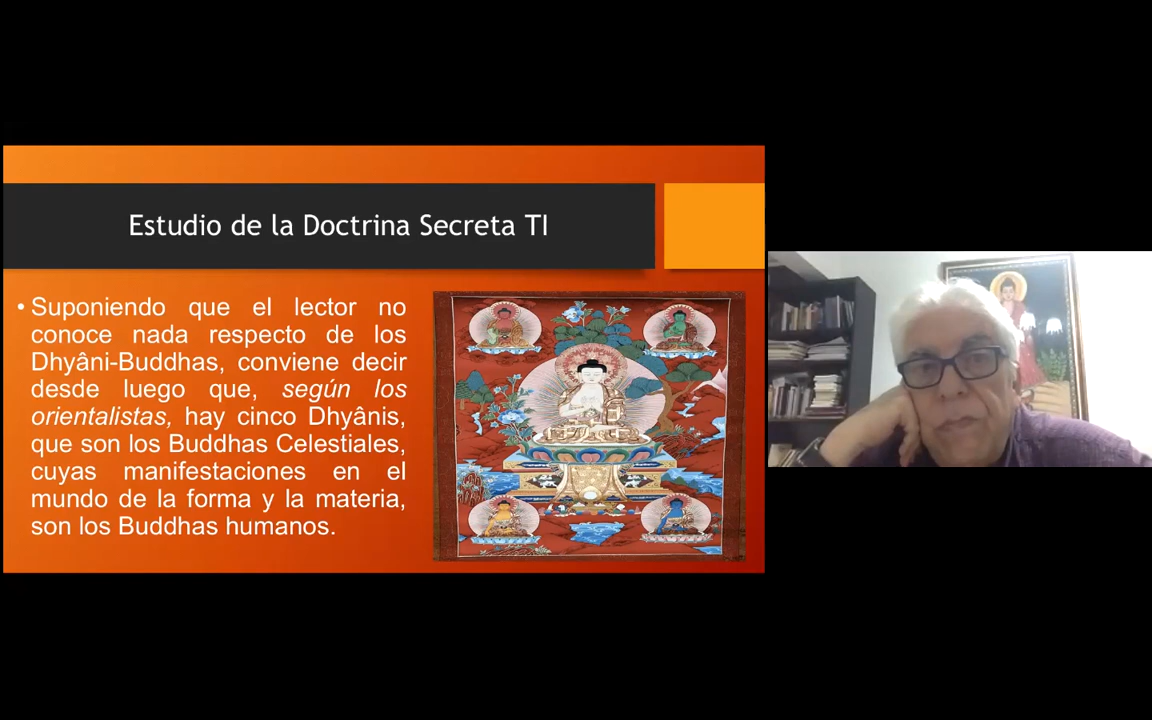 Estudio de la Doctrina Secreta TI
• Suponiendo que el lector no
conoce nada respecto de los
Dhyâni-Buddhas, conviene decir
desde luego que, según los
orientalistas, hay cinco Dhyânis,
que son los Buddhas Celestiales,
cuyas manifestaciones en el
mundo de la forma y la materia,
son los Buddhas humanos.